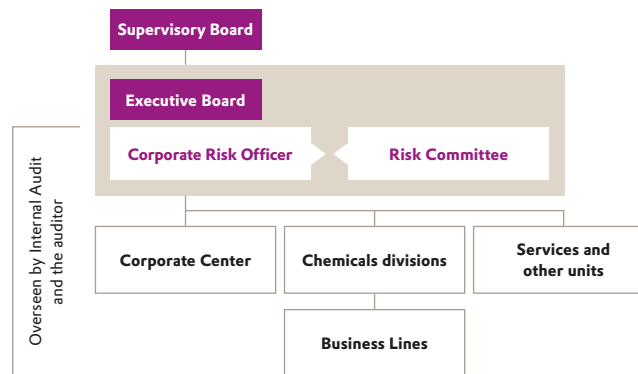 Supervisory Board
Executive Board
Corporate Risk Officer
Risk Committee
Overseen by Internal Audit
and the auditor
Corporate Center
Chemicals divisions
Services and
other units
Business Lines